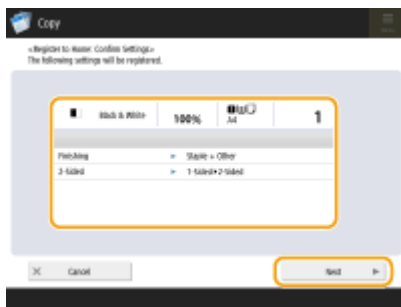 Copy
<Register to Home: Confirm Settings>
The following settings will be registered.
Black & White 100% A4 1
Finishing ► Staple + Other
2-Sided ► 1-Sided►2-Sided
× Cancel
Next ►